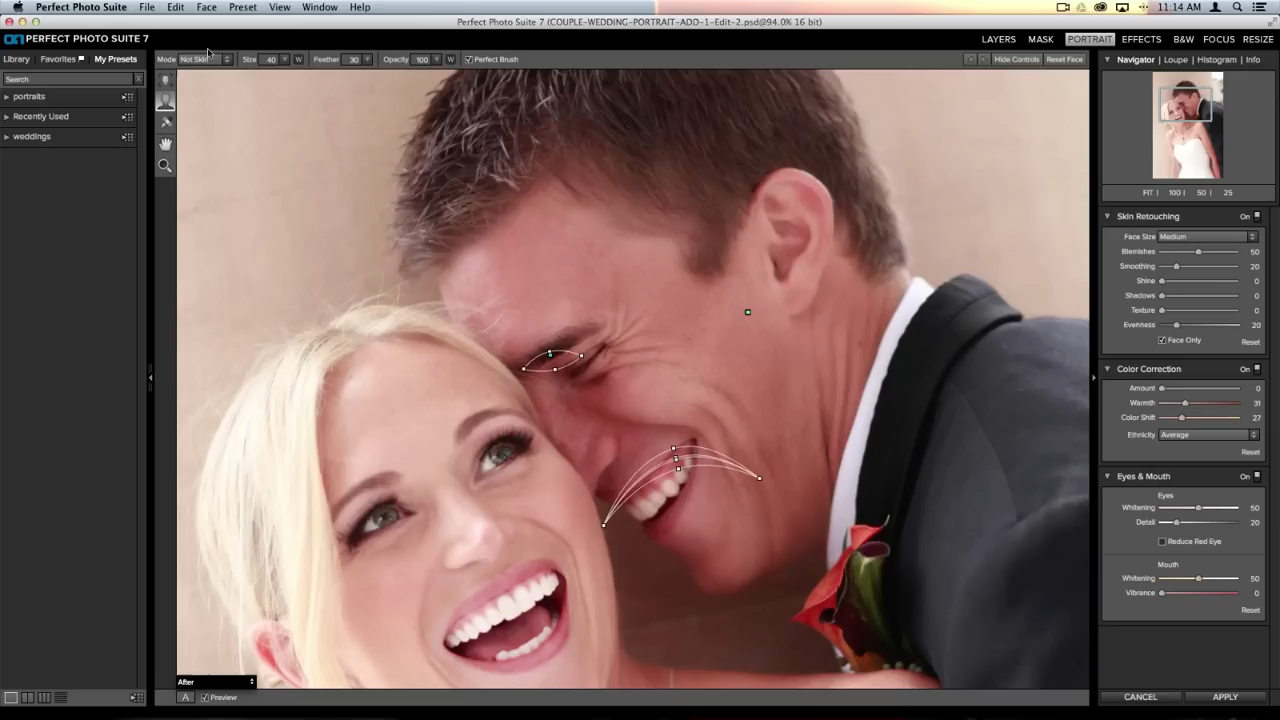 Perfect Photo Suite File Edit Face Preset View Window Help 11:14 AM
Perfect Photo Suite 7 (COUPLE-WEDDING-PORTRAIT-ADD-1-Edit-2.psd@94.0% 16 bit)
on PERFECT PHOTO SUITE 7 LAYERS MASK PORTRAIT EFFECTS B&W FOCUS RESIZE
Library Favorites My Presets Mode Not Skin Size 40 W Feather 30 Opacity 100 W Perfect Brush Hide Controls Reset Face Navigator | Loupe | Histogram | Info
Search
portraits
Recently Used
weddings
FIT | 100 | 50 | 25
Skin Retouching On
Face Size Medium
Blemishes 50
Smoothing 20
Shine 0
Shadows 0
Texture 0
Evenness 20
Face Only Reset
Color Correction On
Amount 0
Warmth 31
Color Shift 27
Ethnicity Average
Reset
Eyes & Mouth On
Eyes
Whitening 50
Detail 20
Reduce Red Eye
Mouth
Whitening 50
Vibrance 0
Reset
After
A Preview CANCEL APPLY